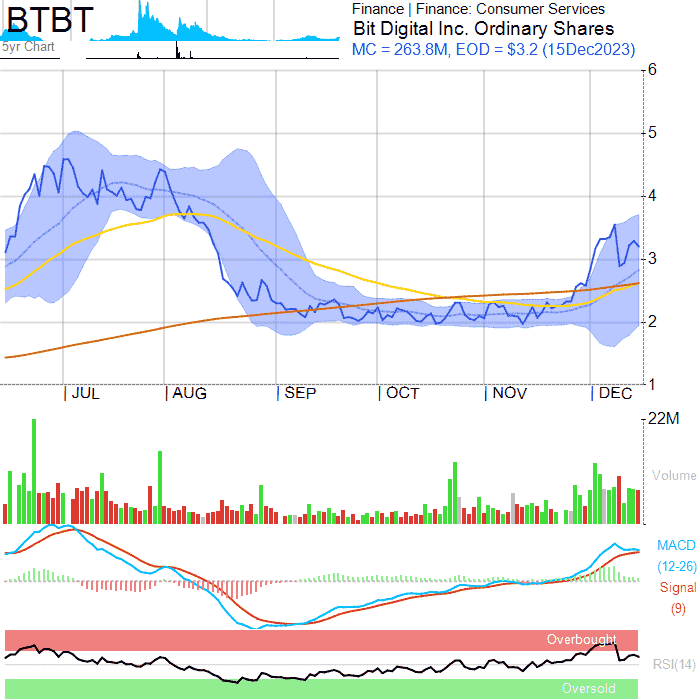 BTBT
5yr Chart
Finance | Finance: Consumer Services
Bit Digital Inc. Ordinary Shares
MC = 263.8M, EOD = $3.2 (15Dec2023)
6
5
4
3
2
1
| JUL | AUG | SEP | OCT | NOV | DEC
22M
Volume
MACD
(12-26)
Signal
(9)
Overbought
RSI(14)
Oversold